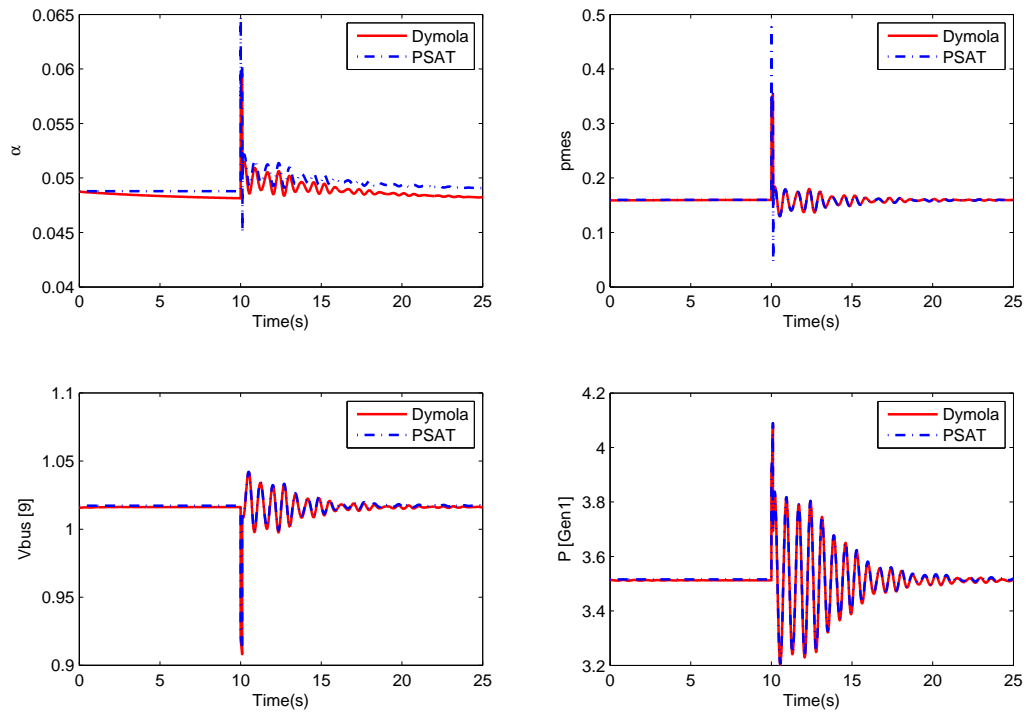 0.065
0.06
0.055
0.05
0.045
0.04
α
0
5
10
15
20
25
Time(s)
Dymola
PSAT
0.5
0.4
0.3
0.2
0.1
0
pmes
0
5
10
15
20
25
Time(s)
Dymola
PSAT
1.1
1.05
1
0.95
0.9
Vbus [9]
0
5
10
15
20
25
Time(s)
Dymola
PSAT
4.2
4
3.8
3.6
3.4
3.2
P [Gen1]
0
5
10
15
20
25
Time(s)
Dymola
PSAT